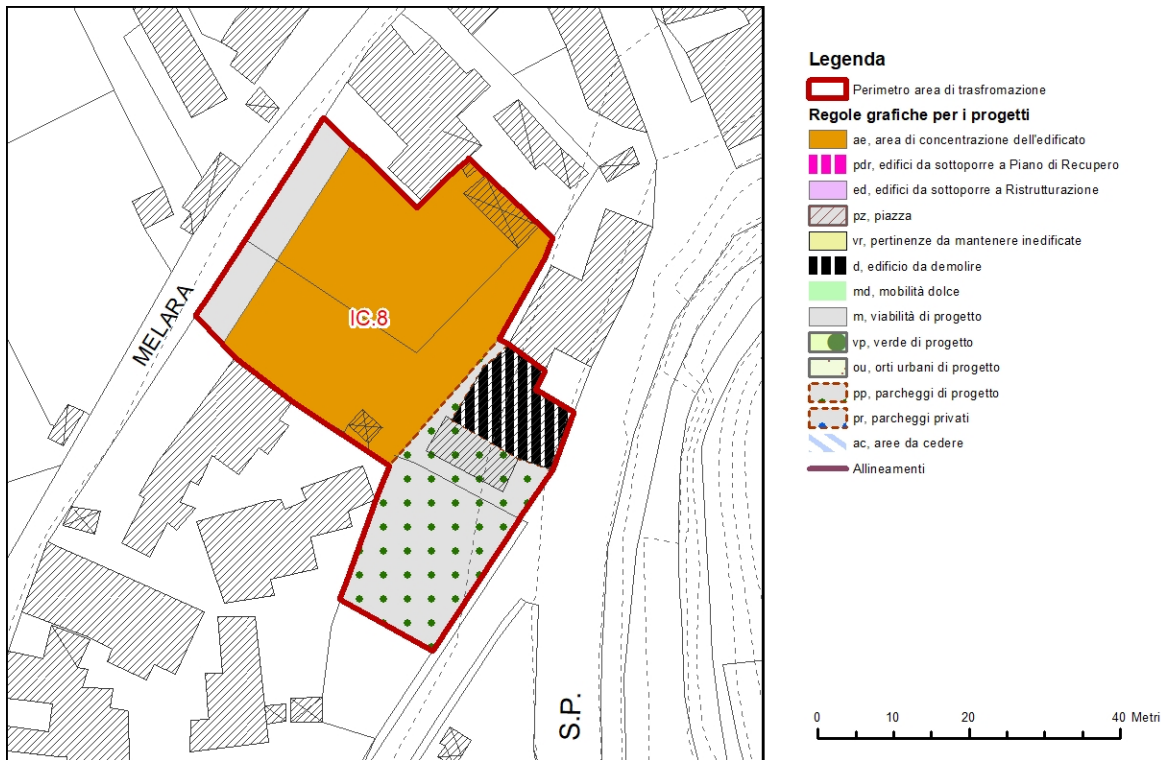 MELARA
IC.8
S.P.
Legenda
Perimetro area di trasfromazione
Regole grafiche per i progetti
ae, area di concentrazione dell'edificato
pdr, edifici da sottoporre a Piano di Recupero
ed, edifici da sottoporre a Ristrutturazione
pz, piazza
vr, pertinenze da mantenere inedificate
d, edificio da demolire
md, mobilità dolce
m, viabilità di progetto
vp, verde di progetto
ou, orti urbani di progetto
pp, parcheggi di progetto
pr, parcheggi privati
ac, aree da cedere
Allineamenti
0 10 20 40 Metri